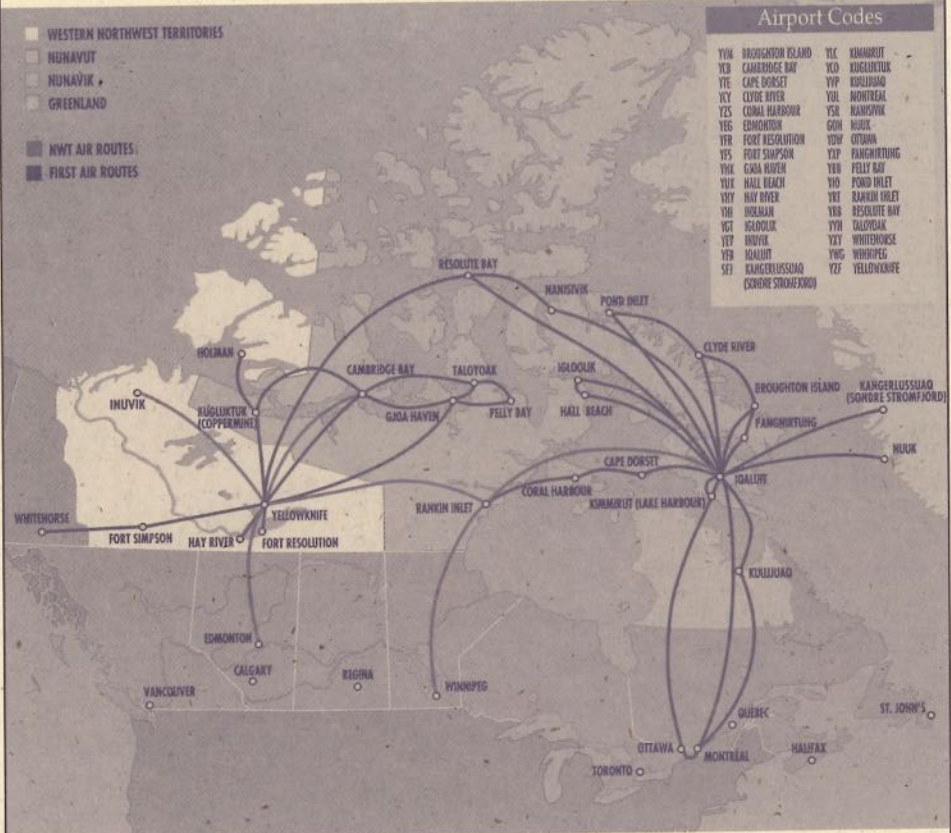 WESTERN NORTHWEST TERRITORIES
NUNAVUT
NUNAVIK
GREENLAND
NWT AIR ROUTES
FIRST AIR ROUTES
Airport Codes
YVM BROUGHTON ISLAND
YCB CAMBRIDGE BAY
YTE CAPE DORSET
YCY CLYDE RIVER
YZS CORAL HARBOUR
YEG EDMONTON
YFR FORT RESOLUTION
YFS FORT SIMPSON
YHK GJOA HAVEN
YUX HALL BEACH
YHY HAY RIVER
YHI HOLMAN
YGT IGLOOLIK
YEV INUVIK
YFB IQALUIT
SFJ KANGERLUSSUAQ
(SONDRE STROMFJORD)
YLC KIMMIRUT
YCO KUGLUKTUK
YVP KUUJJUAQ
YUL MONTREAL
YSR NANISIVIK
GOH NUUK
YOW OTTAWA
YXP PANGNIRTUNG
YBB PELLY BAY
YIO POND INLET
YRT RANKIN INLET
YRB RESOLUTE BAY
YYH TALOYOAK
YXY WHITEHORSE
YWG WINNIPEG
YZF YELLOWKNIFE
RESOLUTE BAY
NANISIVIK
POND INLET
CLYDE RIVER
HOLMAN
CAMBRIDGE BAY
TALOYOAK
IGLOOLIK
BROUGHTON ISLAND
KANGERLUSSUAQ
(SONDRE STROMFJORD)
INUVIK
KUGLUKTUK
(COPPERMINE)
GJOA HAVEN
PELLY BAY
HALL BEACH
PANGNIRTUNG
NUUK
CAPE DORSET
IQALUIT
CORAL HARBOUR
KIMMIRUT (LAKE HARBOUR)
RANKIN INLET
YELLOWKNIFE
WHITEHORSE
FORT SIMPSON
HAY RIVER
FORT RESOLUTION
KUUJJUAQ
EDMONTON
CALGARY
REGINA
WINNIPEG
VANCOUVER
QUEBEC
ST. JOHN'S
OTTAWA
MONTREAL
HALIFAX
TORONTO